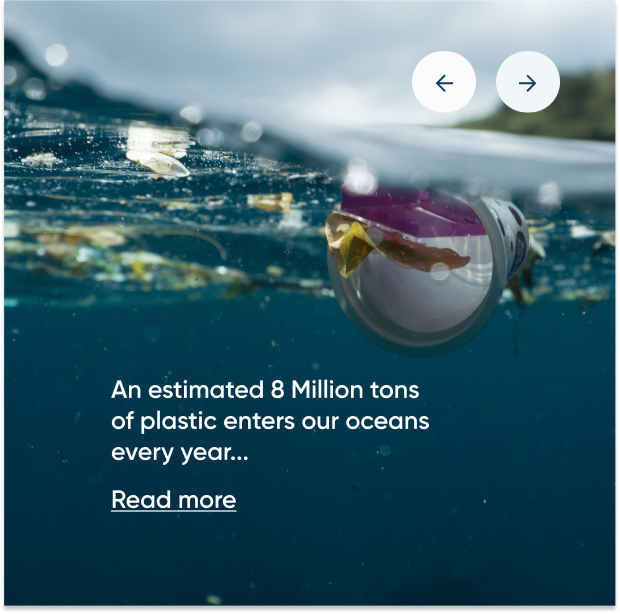 An estimated 8 Million tons
of plastic enters our oceans
every year...
Read more